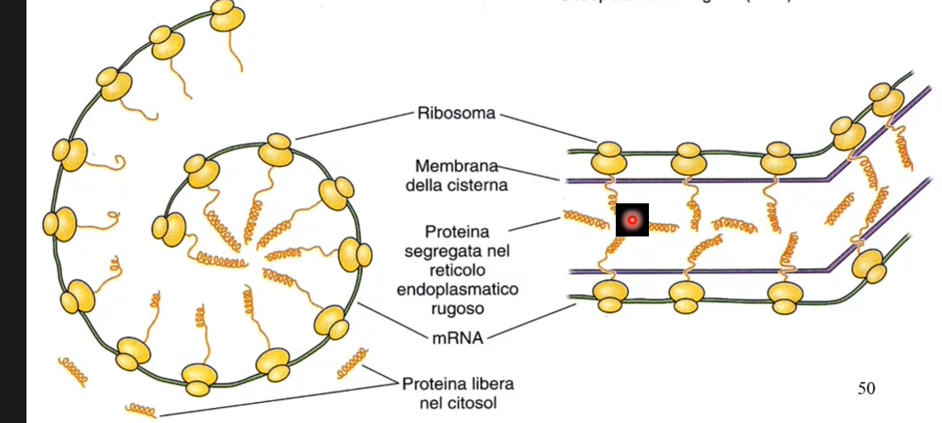 Ribosoma
Membrana
della cisterna
Proteina
segregata nel
reticolo
endoplasmatico
rugoso
mRNA
Proteina libera
nel citosol
50